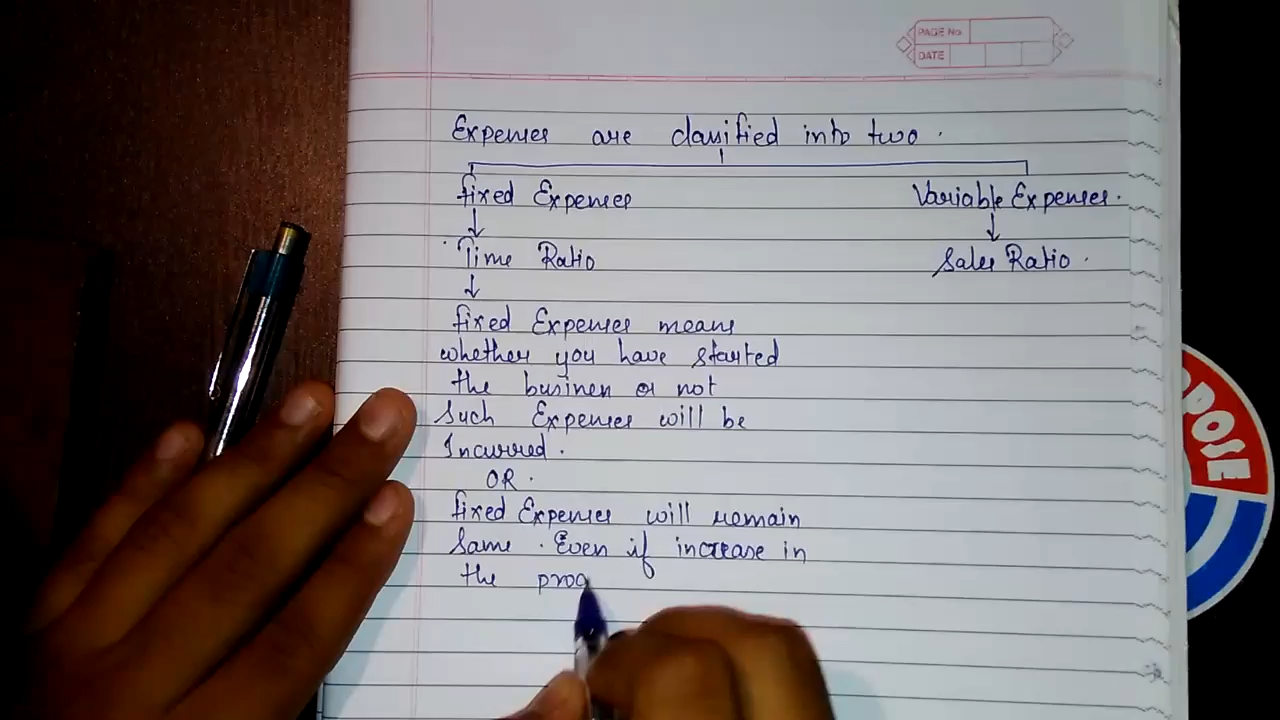 PAGE No.
DATE
Expenses are classified into two.
fixed Expenses
Variable Expenses.
Time Ratio
Sales Ratio.
fixed Expenses means
whether you have started
the business or not
Such Expenses will be
Incurred.
OR.
fixed Expenses will remain
Same. Even if increase in
the prod
POSE